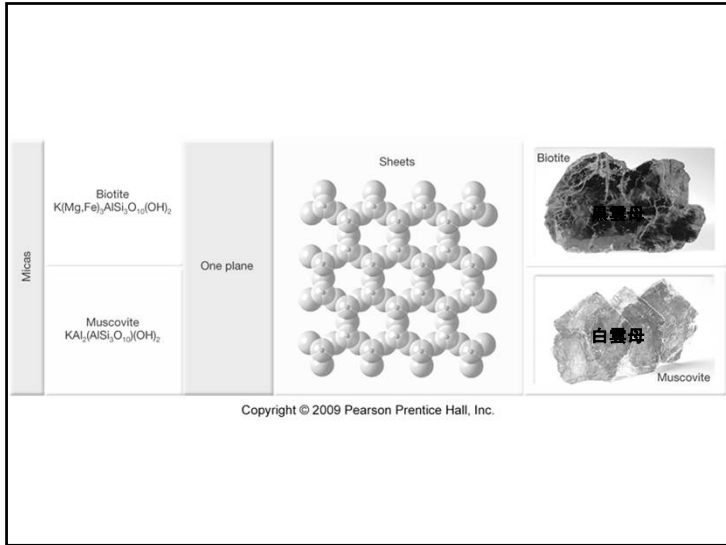 Micas
Biotite
K(Mg,Fe)₃AlSi₃O₁₀(OH)₂
Muscovite
KAl₂(AlSi₃O₁₀)(OH)₂
One plane
Sheets
Biotite
黑雲母
白雲母
Muscovite
Copyright © 2009 Pearson Prentice Hall, Inc.